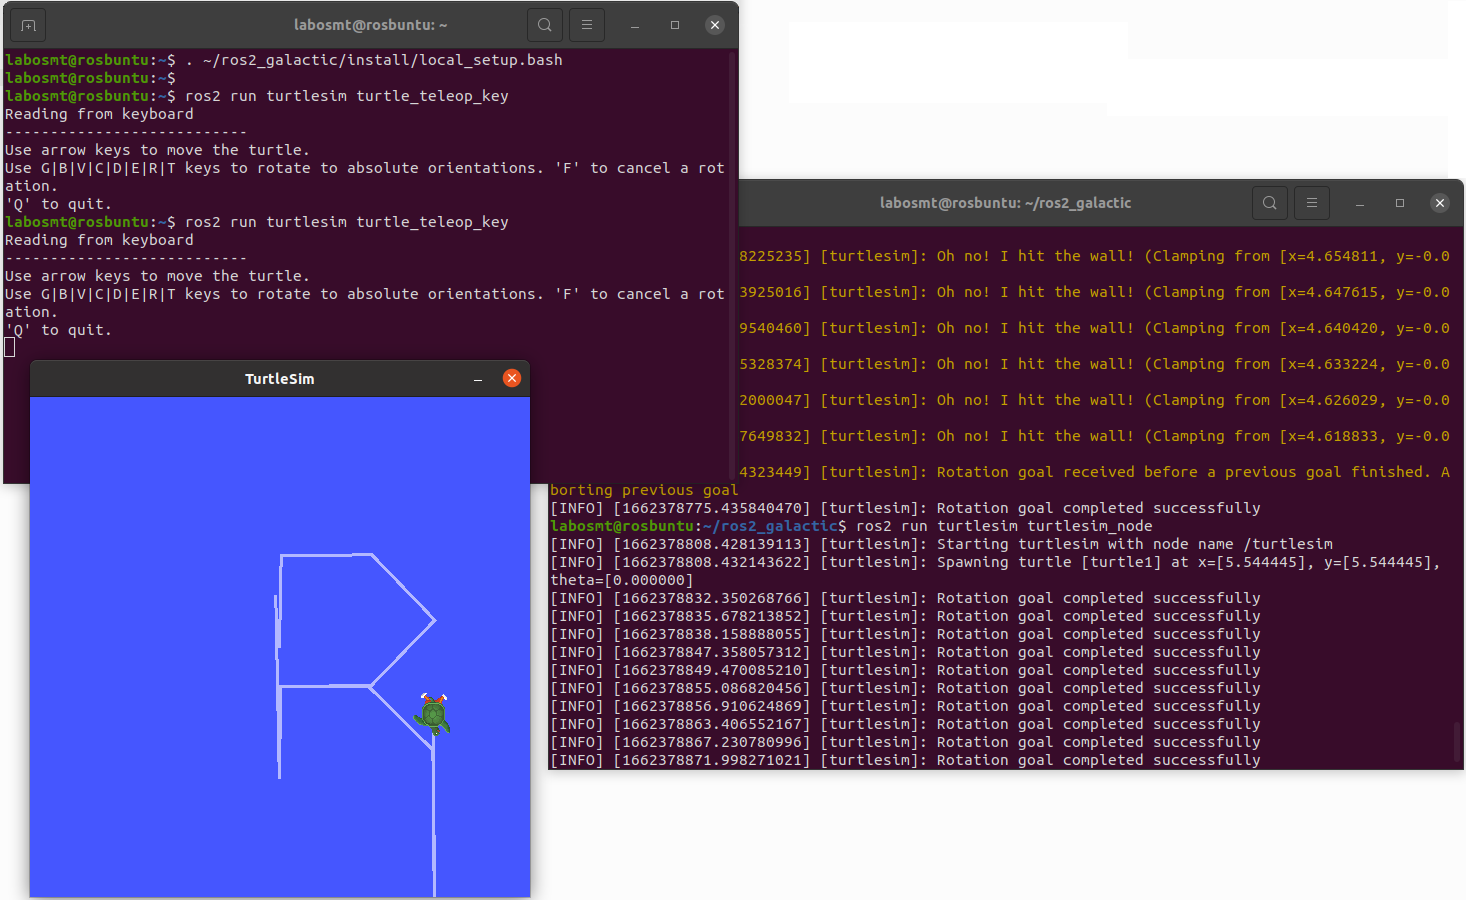 labosmt@rosbuntu: ~
labosmt@rosbuntu:~$ . ~/ros2_galactic/install/local_setup.bash
labosmt@rosbuntu:~$
labosmt@rosbuntu:~$ ros2 run turtlesim turtle_teleop_key
Reading from keyboard
---------------------------
Use arrow keys to move the turtle.
Use G|B|V|C|D|E|R|T keys to rotate to absolute orientations. 'F' to cancel a rot
ation.
'Q' to quit.
labosmt@rosbuntu:~$ ros2 run turtlesim turtle_teleop_key
Reading from keyboard
---------------------------
Use arrow keys to move the turtle.
Use G|B|V|C|D|E|R|T keys to rotate to absolute orientations. 'F' to cancel a rot
ation.
'Q' to quit.
TurtleSim
labosmt@rosbuntu: ~/ros2_galactic
8225235] [turtlesim]: Oh no! I hit the wall! (Clamping from [x=4.654811, y=-0.0
3925016] [turtlesim]: Oh no! I hit the wall! (Clamping from [x=4.647615, y=-0.0
9540460] [turtlesim]: Oh no! I hit the wall! (Clamping from [x=4.640420, y=-0.0
5328374] [turtlesim]: Oh no! I hit the wall! (Clamping from [x=4.633224, y=-0.0
2000047] [turtlesim]: Oh no! I hit the wall! (Clamping from [x=4.626029, y=-0.0
7649832] [turtlesim]: Oh no! I hit the wall! (Clamping from [x=4.618833, y=-0.0
4323449] [turtlesim]: Rotation goal received before a previous goal finished. A
borting previous goal
[INFO] [1662378775.435840470] [turtlesim]: Rotation goal completed successfully
labosmt@rosbuntu:~/ros2_galactic$ ros2 run turtlesim turtlesim_node
[INFO] [1662378808.428139113] [turtlesim]: Starting turtlesim with node name /turtlesim
[INFO] [1662378808.432143622] [turtlesim]: Spawning turtle [turtle1] at x=[5.544445], y=[5.544445],
theta=[0.000000]
[INFO] [1662378832.350268766] [turtlesim]: Rotation goal completed successfully
[INFO] [1662378835.678213852] [turtlesim]: Rotation goal completed successfully
[INFO] [1662378838.158888055] [turtlesim]: Rotation goal completed successfully
[INFO] [1662378847.358057312] [turtlesim]: Rotation goal completed successfully
[INFO] [1662378849.470085210] [turtlesim]: Rotation goal completed successfully
[INFO] [1662378855.086820456] [turtlesim]: Rotation goal completed successfully
[INFO] [1662378856.910624869] [turtlesim]: Rotation goal completed successfully
[INFO] [1662378863.406552167] [turtlesim]: Rotation goal completed successfully
[INFO] [1662378867.230780996] [turtlesim]: Rotation goal completed successfully
[INFO] [1662378871.998271021] [turtlesim]: Rotation goal completed successfully